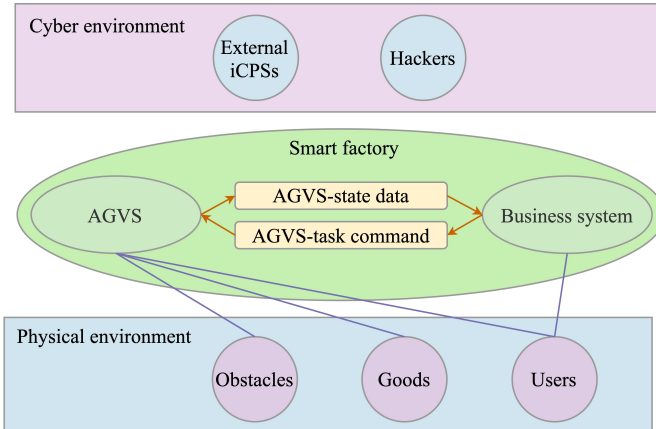 Cyber environment
External
iCPSs
Hackers
Smart factory
AGVS
AGVS-state data
AGVS-task command
Business system
Physical environment
Obstacles
Goods
Users